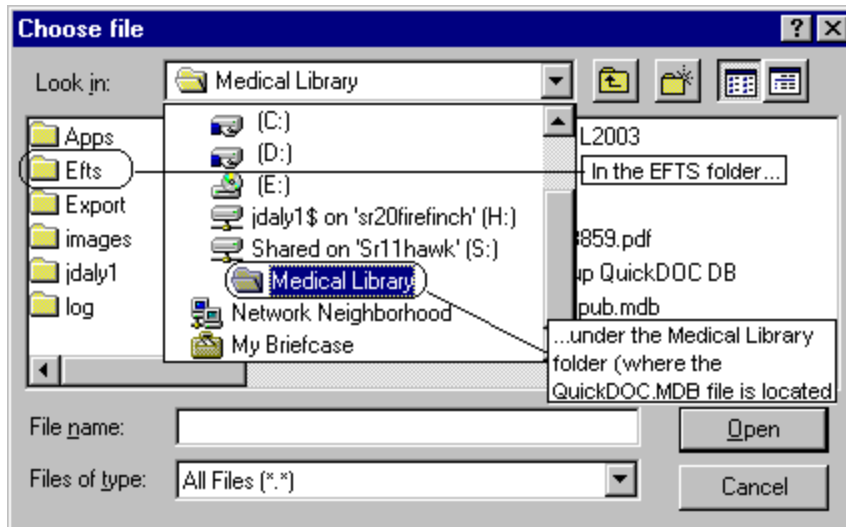 Choose file
Look in:
Medical Library
(C:)
(D:)
(E:)
jdaly1$ on 'sr20firefinch' (H:)
Shared on 'Sr11hawk' (S:)
Medical Library
Network Neighborhood
My Briefcase
Apps
Efts
Export
images
jdaly1
log
L2003
In the EFTS folder...
859.pdf
up QuickDOC DB
pub.mdb
...under the Medical Library
folder (where the
QuickDOC.MDB file is located
File name:
Open
Files of type:
All Files (*.*)
Cancel